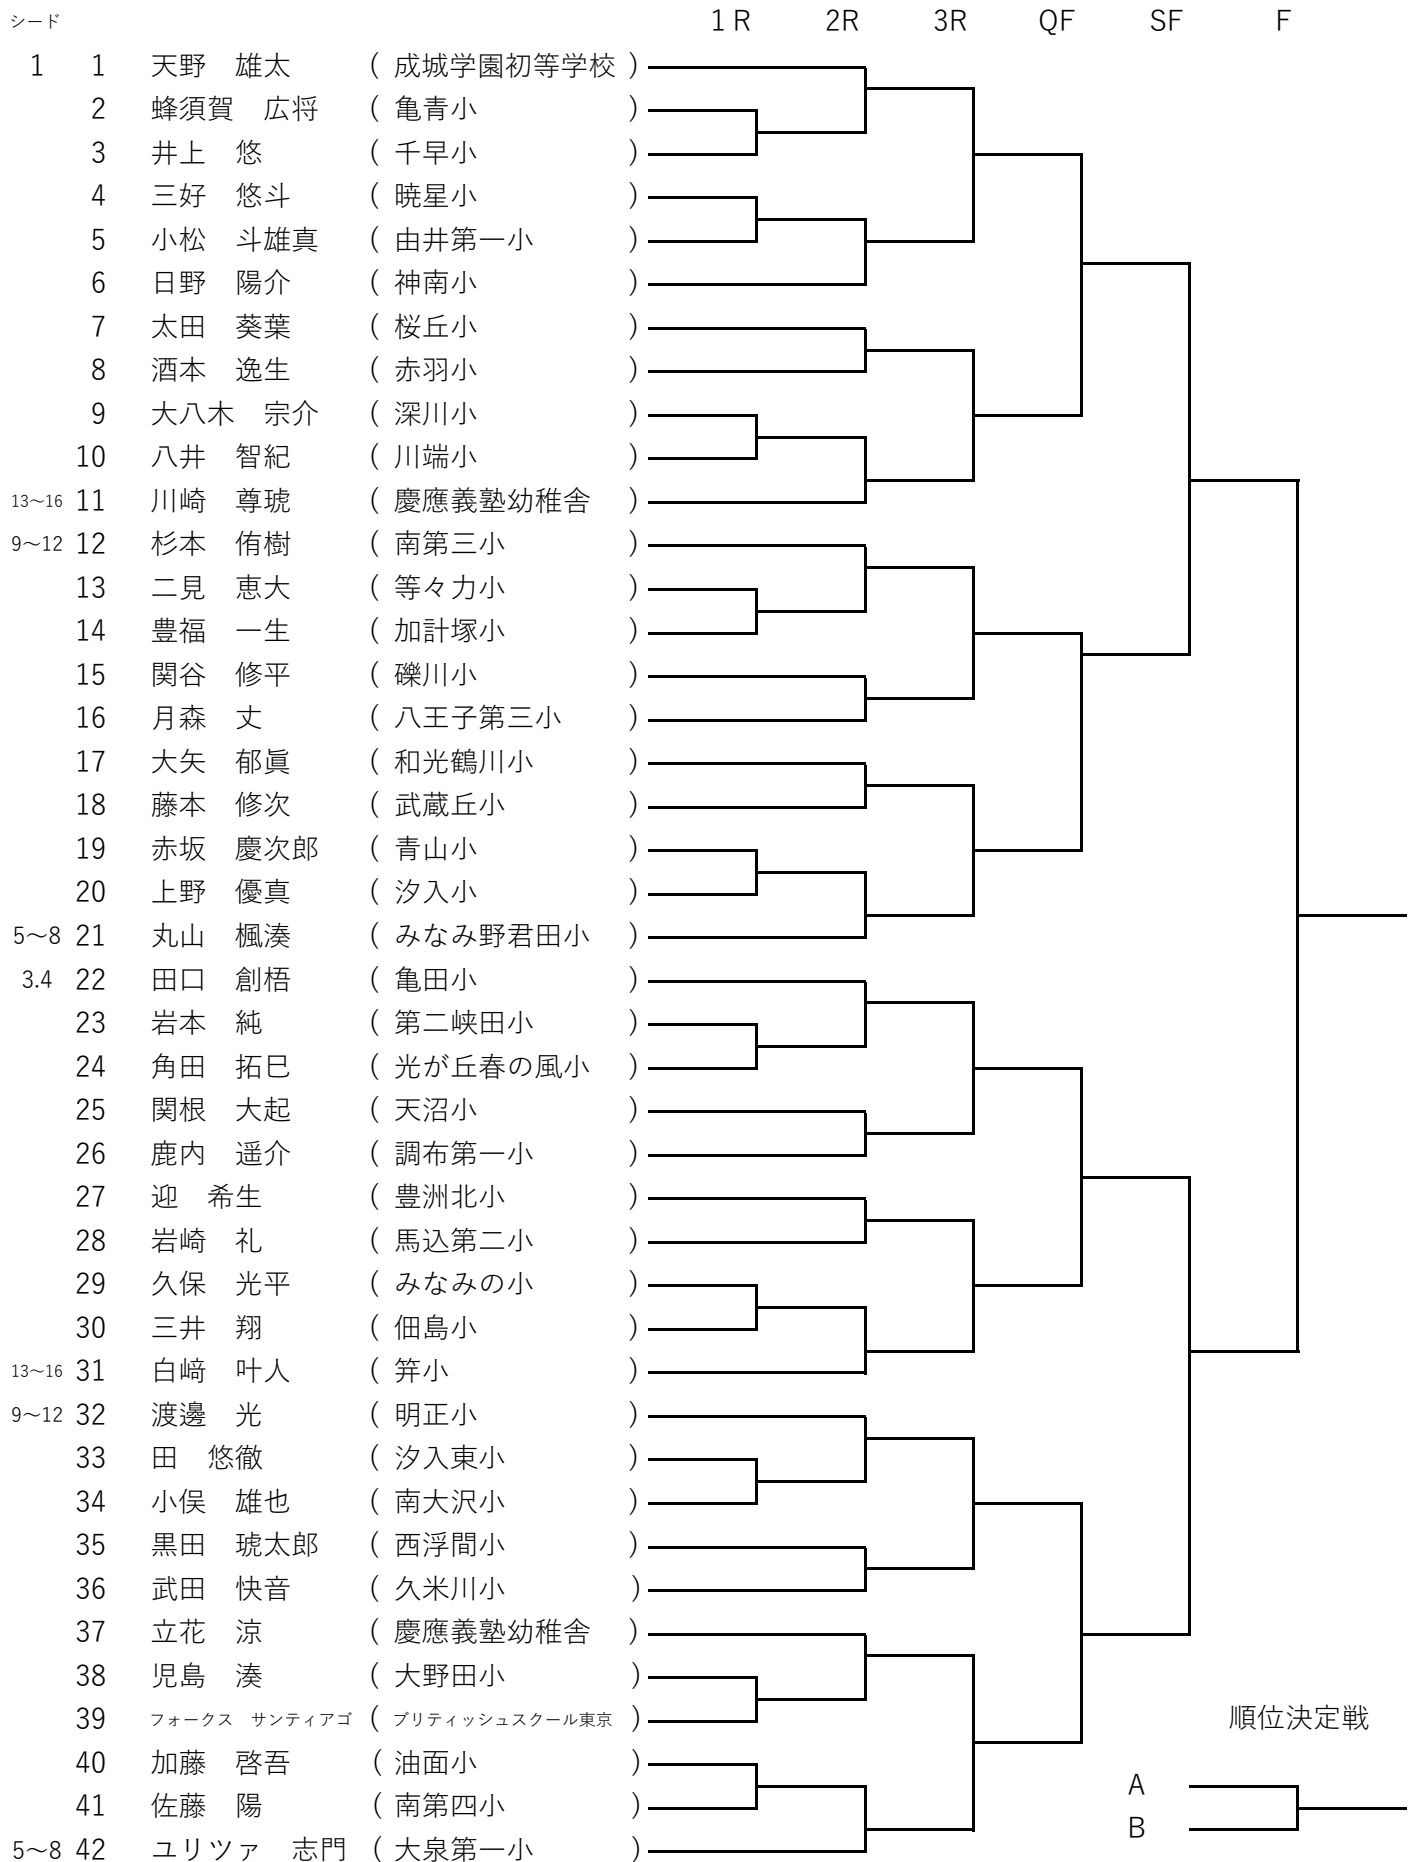 シード 1 R 2R 3R QF SF F
1 1 天野 雄太 ( 成城学園初等学校 )
2 蜂須賀 広将 ( 亀青小 )
3 井上 悠 ( 千早小 )
4 三好 悠斗 ( 暁星小 )
5 小松 斗雄真 ( 由井第一小 )
6 日野 陽介 ( 神南小 )
7 太田 葵葉 ( 桜丘小 )
8 酒本 逸生 ( 赤羽小 )
9 大八木 宗介 ( 深川小 )
10 八井 智紀 ( 川端小 )
13～16 11 川崎 尊琥 ( 慶應義塾幼稚舎 )
9～12 12 杉本 侑樹 ( 南第三小 )
13 二見 恵大 ( 等々力小 )
14 豊福 一生 ( 加計塚小 )
15 関谷 修平 ( 礫川小 )
16 月森 丈 ( 八王子第三小 )
17 大矢 郁眞 ( 和光鶴川小 )
18 藤本 修次 ( 武蔵丘小 )
19 赤坂 慶次郎 ( 青山小 )
20 上野 優真 ( 汐入小 )
5～8 21 丸山 楓湊 ( みなみ野君田小 )
3.4 22 田口 創梧 ( 亀田小 )
23 岩本 純 ( 第二峡田小 )
24 角田 拓巳 ( 光が丘春の風小 )
25 関根 大起 ( 天沼小 )
26 鹿内 遥介 ( 調布第一小 )
27 迎 希生 ( 豊洲北小 )
28 岩崎 礼 ( 馬込第二小 )
29 久保 光平 ( みなみの小 )
30 三井 翔 ( 佃島小 )
13～16 31 白﨑 叶人 ( 笄小 )
9～12 32 渡邊 光 ( 明正小 )
33 田 悠徹 ( 汐入東小 )
34 小俣 雄也 ( 南大沢小 )
35 黒田 琥太郎 ( 西浮間小 )
36 武田 快音 ( 久米川小 )
37 立花 涼 ( 慶應義塾幼稚舎 )
38 児島 湊 ( 大野田小 )
39 フォークス サンティアゴ ( ブリティッシュスクール東京 )
順位決定戦
40 加藤 啓吾 ( 油面小 )
A
41 佐藤 陽 ( 南第四小 )
B
5～8 42 ユリツァ 志門 ( 大泉第一小 )